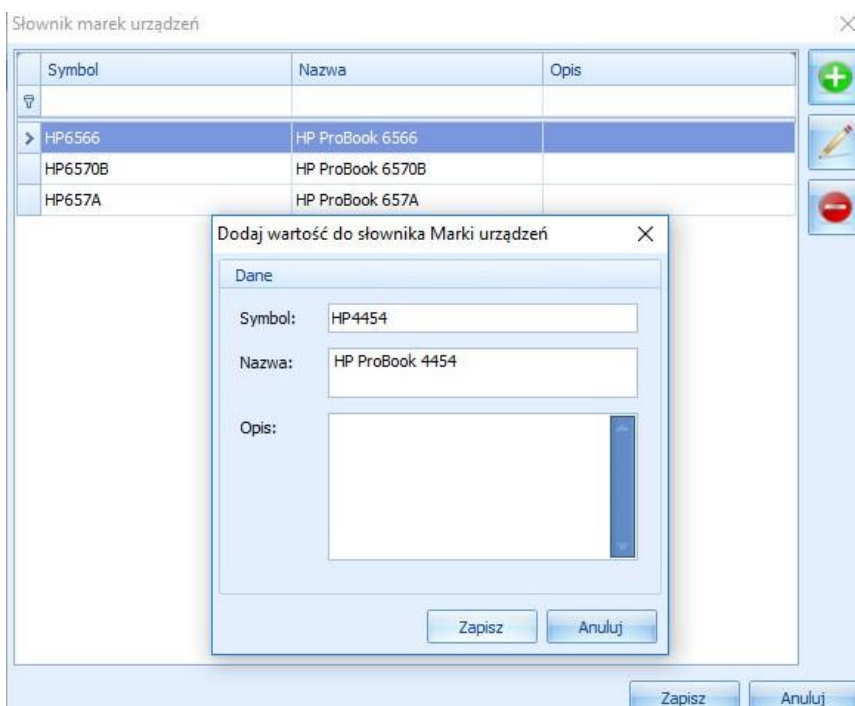 Słownik marek urządzeń
Symbol Nazwa Opis
HP6566 HP ProBook 6566
HP6570B HP ProBook 6570B
HP657A HP ProBook 657A
Dodaj wartość do słownika Marki urządzeń
Dane
Symbol: HP4454
Nazwa: HP ProBook 4454
Opis:
Zapisz Anuluj
Zapisz Anuluj